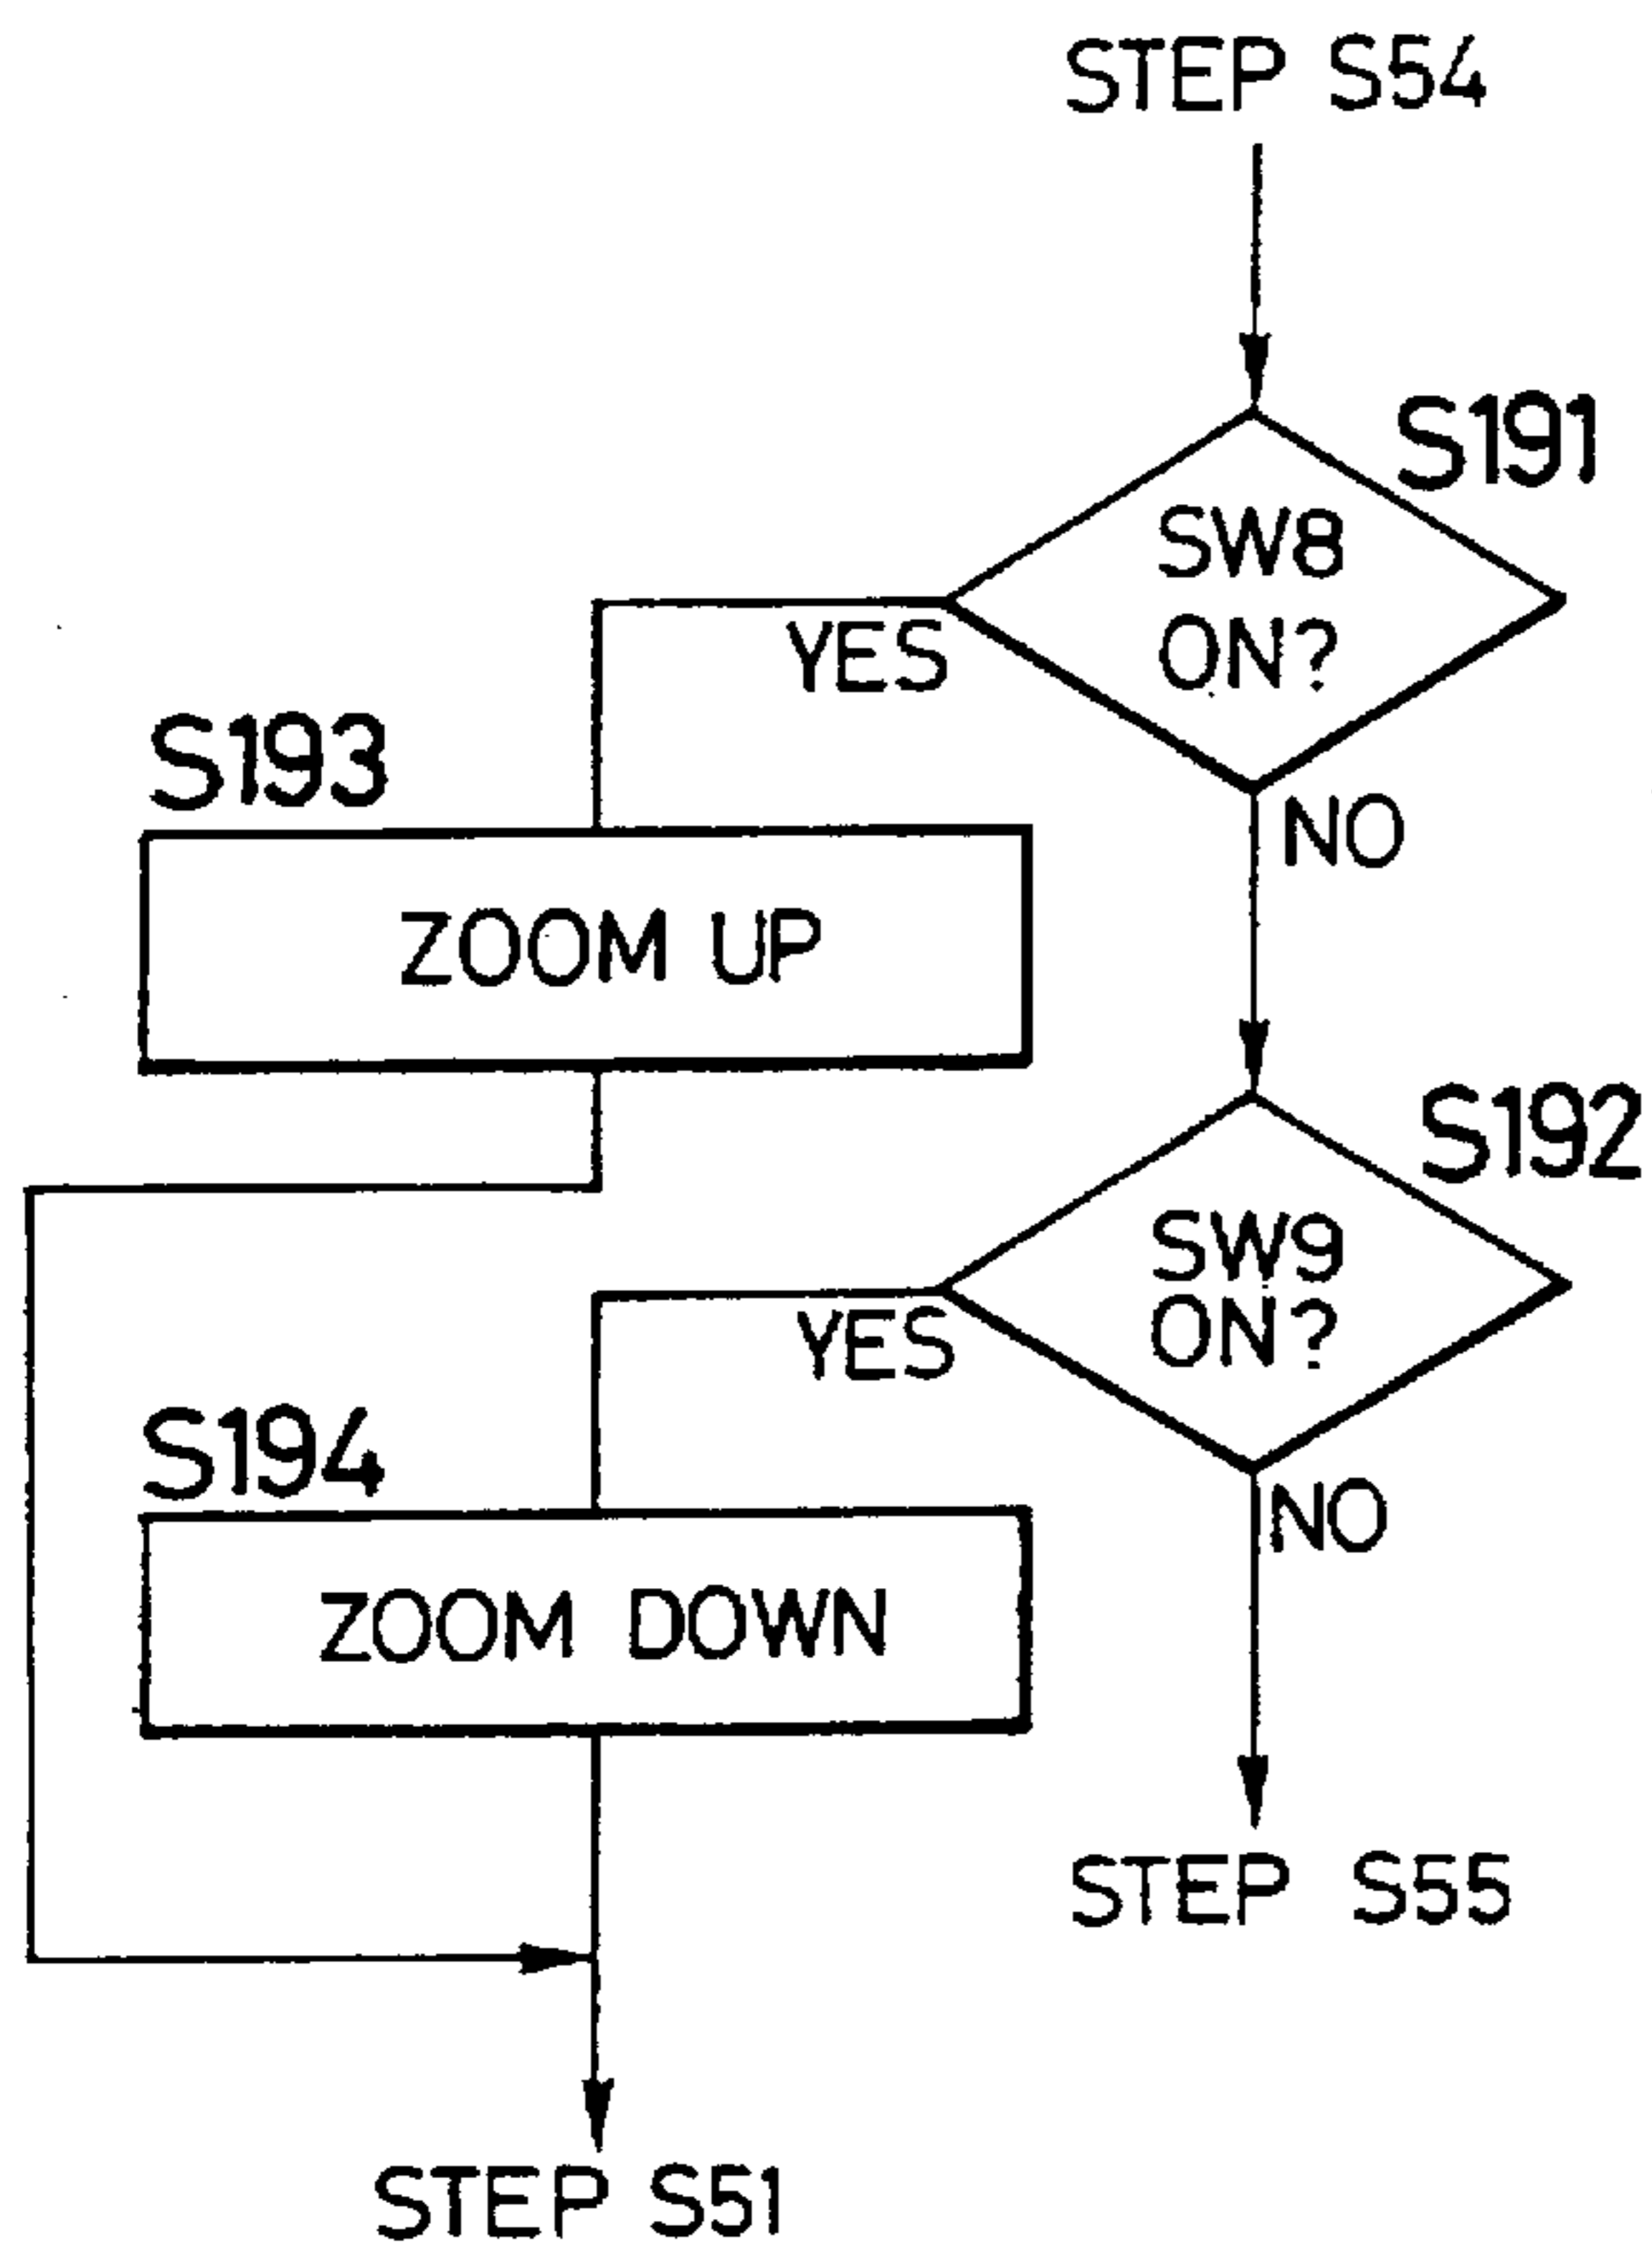 STEP S54
S191
SW8
ON?
YES
NO
S193
ZOOM UP
S192
SW9
ON?
YES
NO
S194
ZOOM DOWN
STEP S55
STEP S51